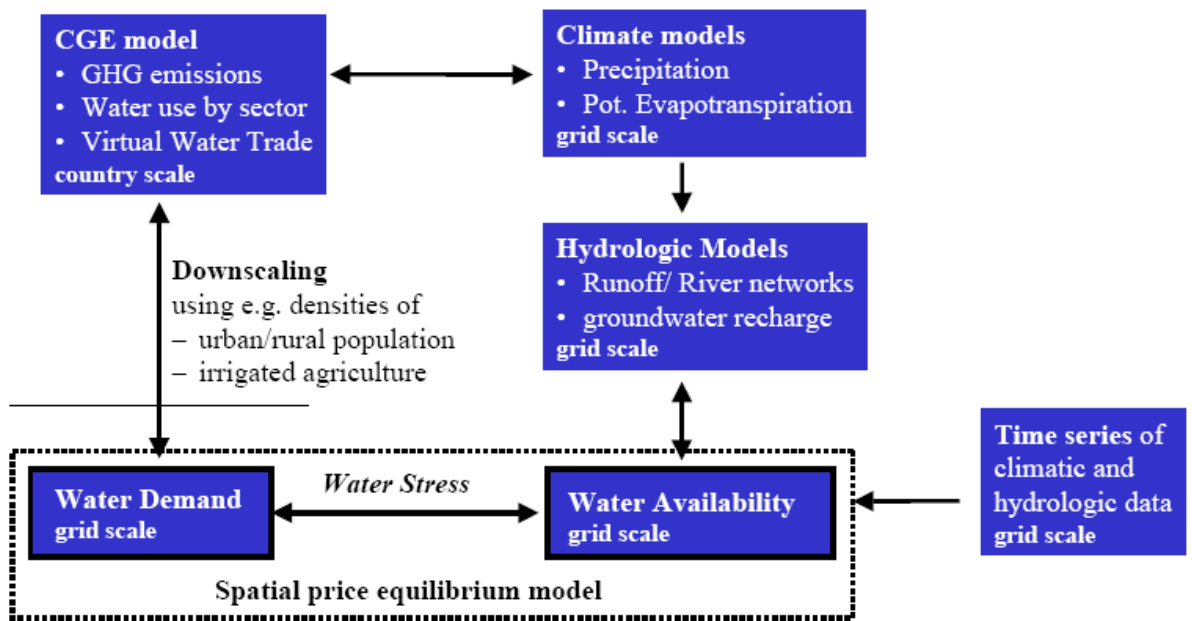 CGE model
• GHG emissions
• Water use by sector
• Virtual Water Trade
country scale
Climate models
• Precipitation
• Pot. Evapotranspiration
grid scale
Downscaling
using e.g. densities of
– urban/rural population
– irrigated agriculture
Hydrologic Models
• Runoff/ River networks
• groundwater recharge
grid scale
Water Demand
grid scale
Water Stress
Water Availability
grid scale
Spatial price equilibrium model
Time series of
climatic and
hydrologic data
grid scale